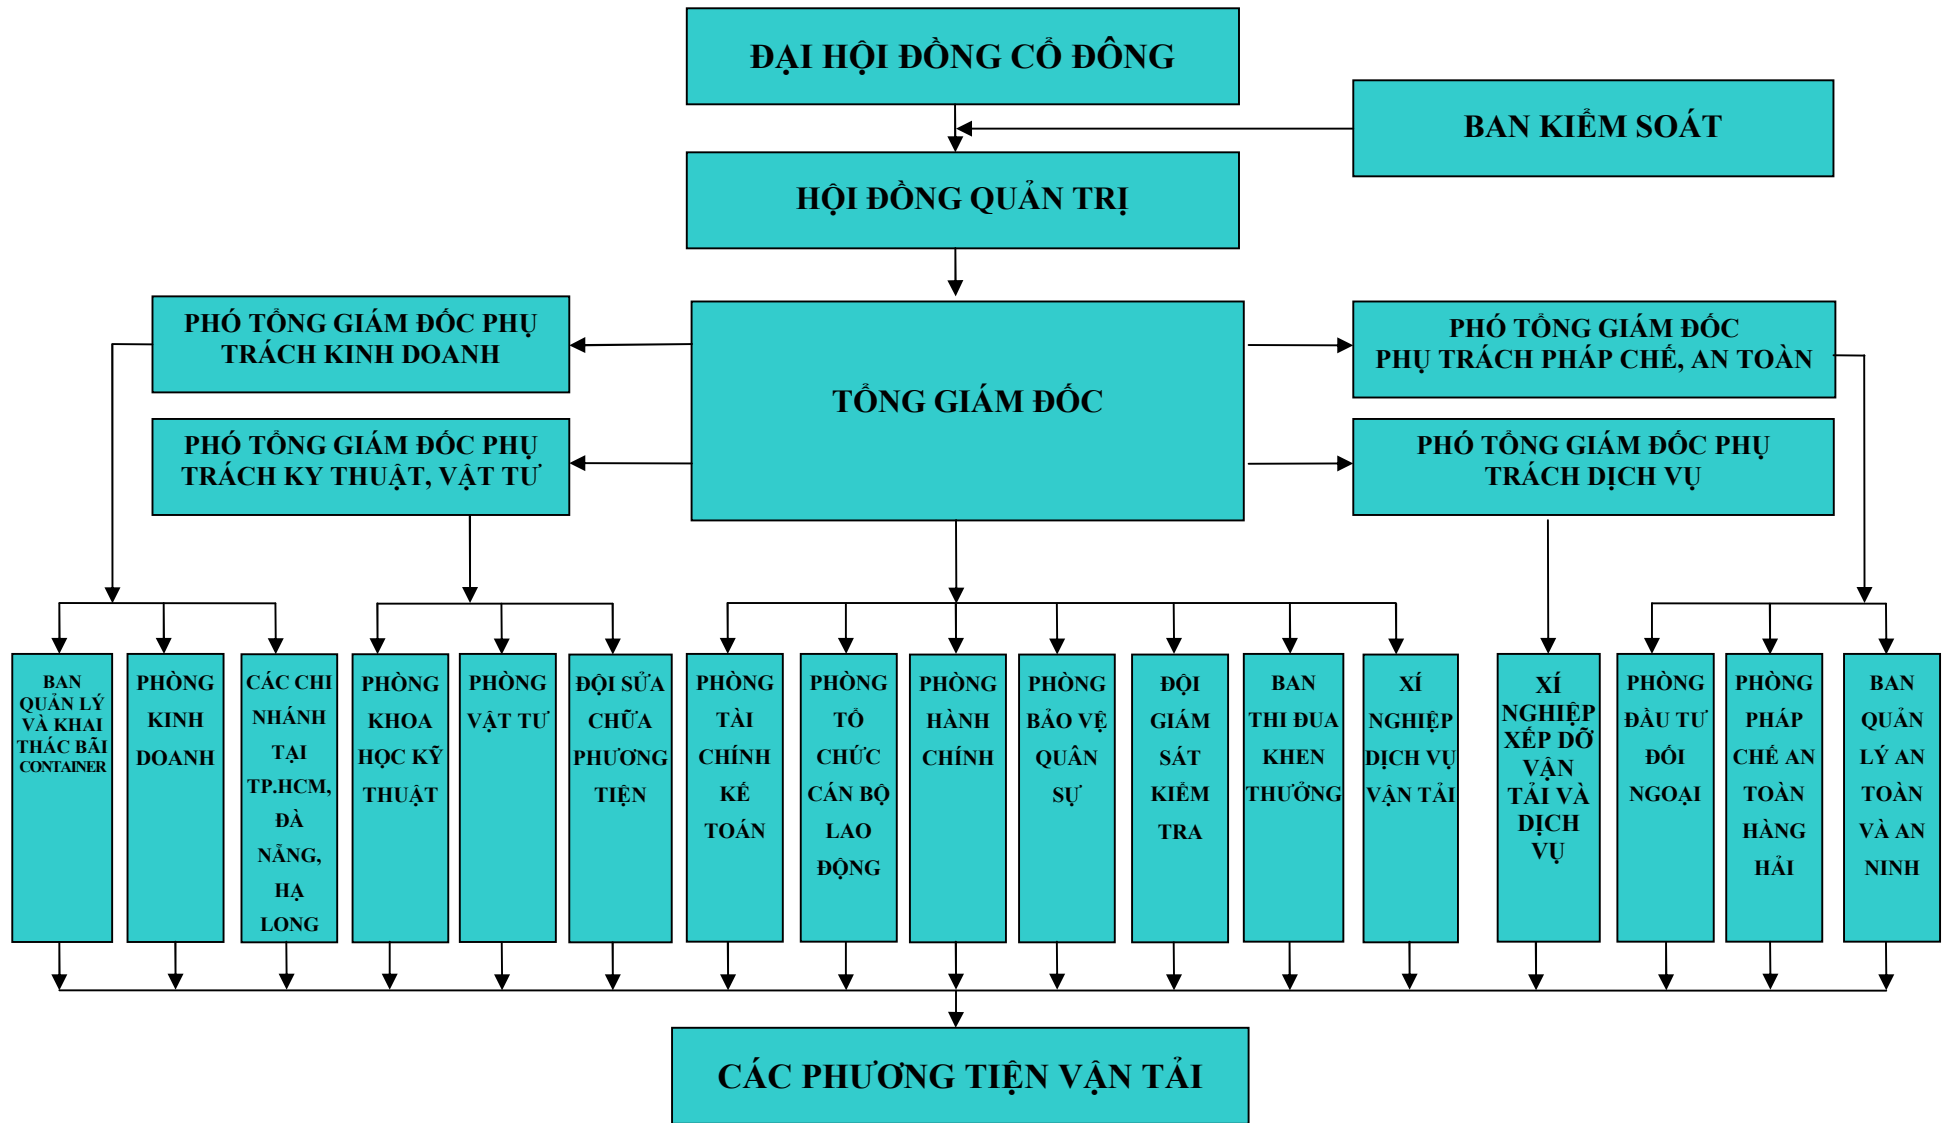 ĐẠI HỘI ĐỒNG CỔ ĐÔNG
BAN KIỂM SOÁT
HỘI ĐỒNG QUẢN TRỊ
PHÓ TỔNG GIÁM ĐỐC PHỤ
TRÁCH KINH DOANH
TỔNG GIÁM ĐỐC
PHÓ TỔNG GIÁM ĐỐC
PHỤ TRÁCH PHÁP CHẾ, AN TOÀN
PHÓ TỔNG GIÁM ĐỐC PHỤ
TRÁCH KY THUẬT, VẬT TƯ
PHÓ TỔNG GIÁM ĐỐC PHỤ
TRÁCH DỊCH VỤ
BAN
QUẢN LÝ
VÀ KHAI
THÁC BÃI
CONTAINER
PHÒNG
KINH
DOANH
CÁC CHI
NHÁNH
TẠI
TP.HCM,
ĐÀ
NẴNG,
HẠ
LONG
PHÒNG
KHOA
HỌC KỸ
THUẬT
PHÒNG
VẬT TƯ
ĐỘI SỬA
CHỮA
PHƯƠNG
TIỆN
PHÒNG
TÀI
CHÍNH
KẾ
TOÁN
PHÒNG
TỔ
CHỨC
CÁN BỘ
LAO
ĐỘNG
PHÒNG
HÀNH
CHÍNH
PHÒNG
BẢO VỆ
QUÂN
SỰ
ĐỘI
GIÁM
SÁT
KIỂM
TRA
BAN
THI ĐUA
KHEN
THƯỞNG
XÍ
NGHIỆP
DỊCH VỤ
VẬN TẢI
XÍ
NGHIỆP
XẾP DỠ
VẬN
TẢI VÀ
DỊCH
VỤ
PHÒNG
ĐẦU TƯ
ĐỐI
NGOẠI
PHÒNG
PHÁP
CHẾ AN
TOÀN
HÀNG
HẢI
BAN
QUẢN
LÝ AN
TOÀN
VÀ AN
NINH
CÁC PHƯƠNG TIỆN VẬN TẢI